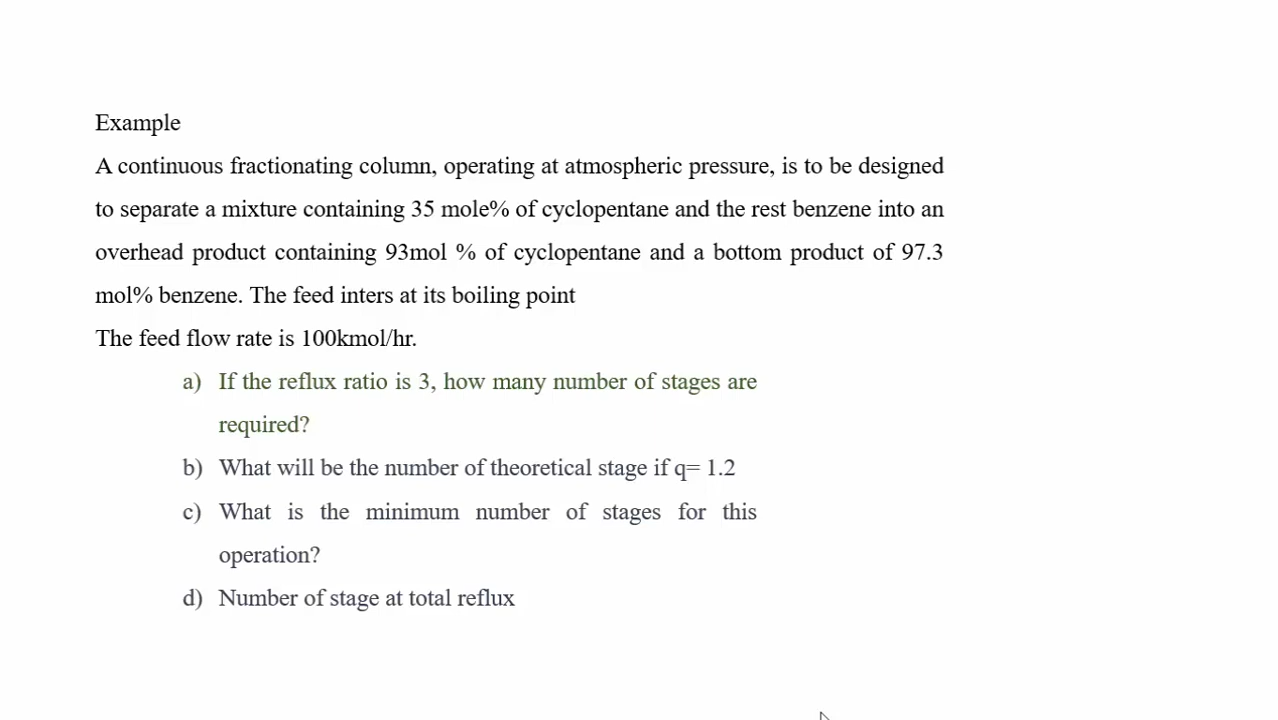 Example
A continuous fractionating column, operating at atmospheric pressure, is to be designed
to separate a mixture containing 35 mole% of cyclopentane and the rest benzene into an
overhead product containing 93mol % of cyclopentane and a bottom product of 97.3
mol% benzene. The feed inters at its boiling point
The feed flow rate is 100kmol/hr.
a) If the reflux ratio is 3, how many number of stages are
required?
b) What will be the number of theoretical stage if q= 1.2
c) What is the minimum number of stages for this
operation?
d) Number of stage at total reflux